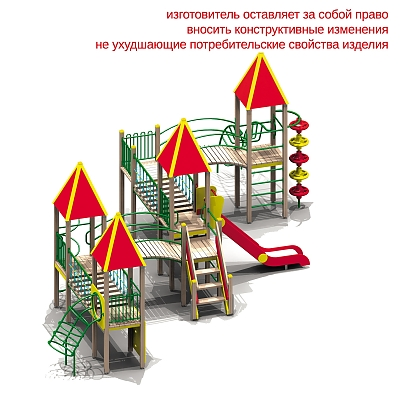 изготовитель оставляет за собой право
вносить конструктивные изменения
не ухудшающие потребительские свойства изделия